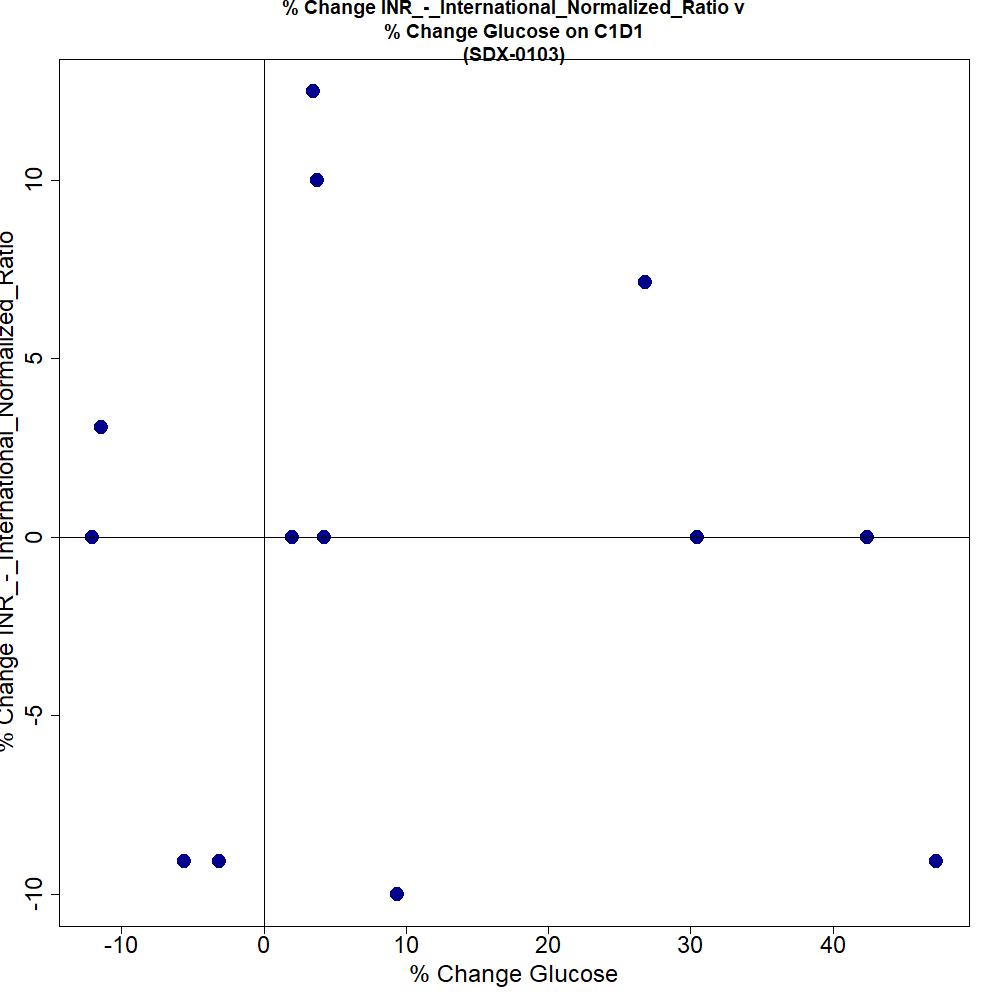 % Change INR_-_International_Normalized_Ratio v
% Change Glucose on C1D1
(SDX-0103)
% Change INR_-_International_Normalized_Ratio
10
5
0
-5
-10
-10
0
10
20
30
40
% Change Glucose